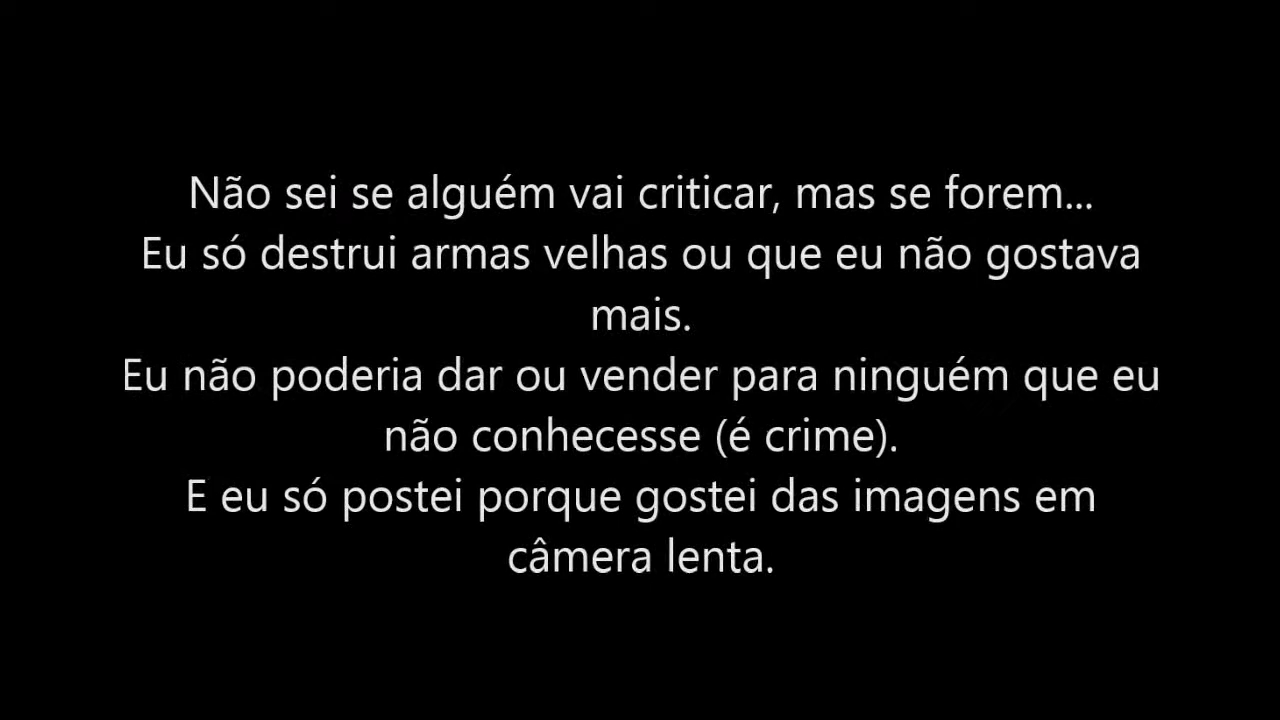 Não sei se alguém vai criticar, mas se forem...
Eu só destrui armas velhas ou que eu não gostava
mais.
Eu não poderia dar ou vender para ninguém que eu
não conhecesse (é crime).
E eu só postei porque gostei das imagens em
câmera lenta.